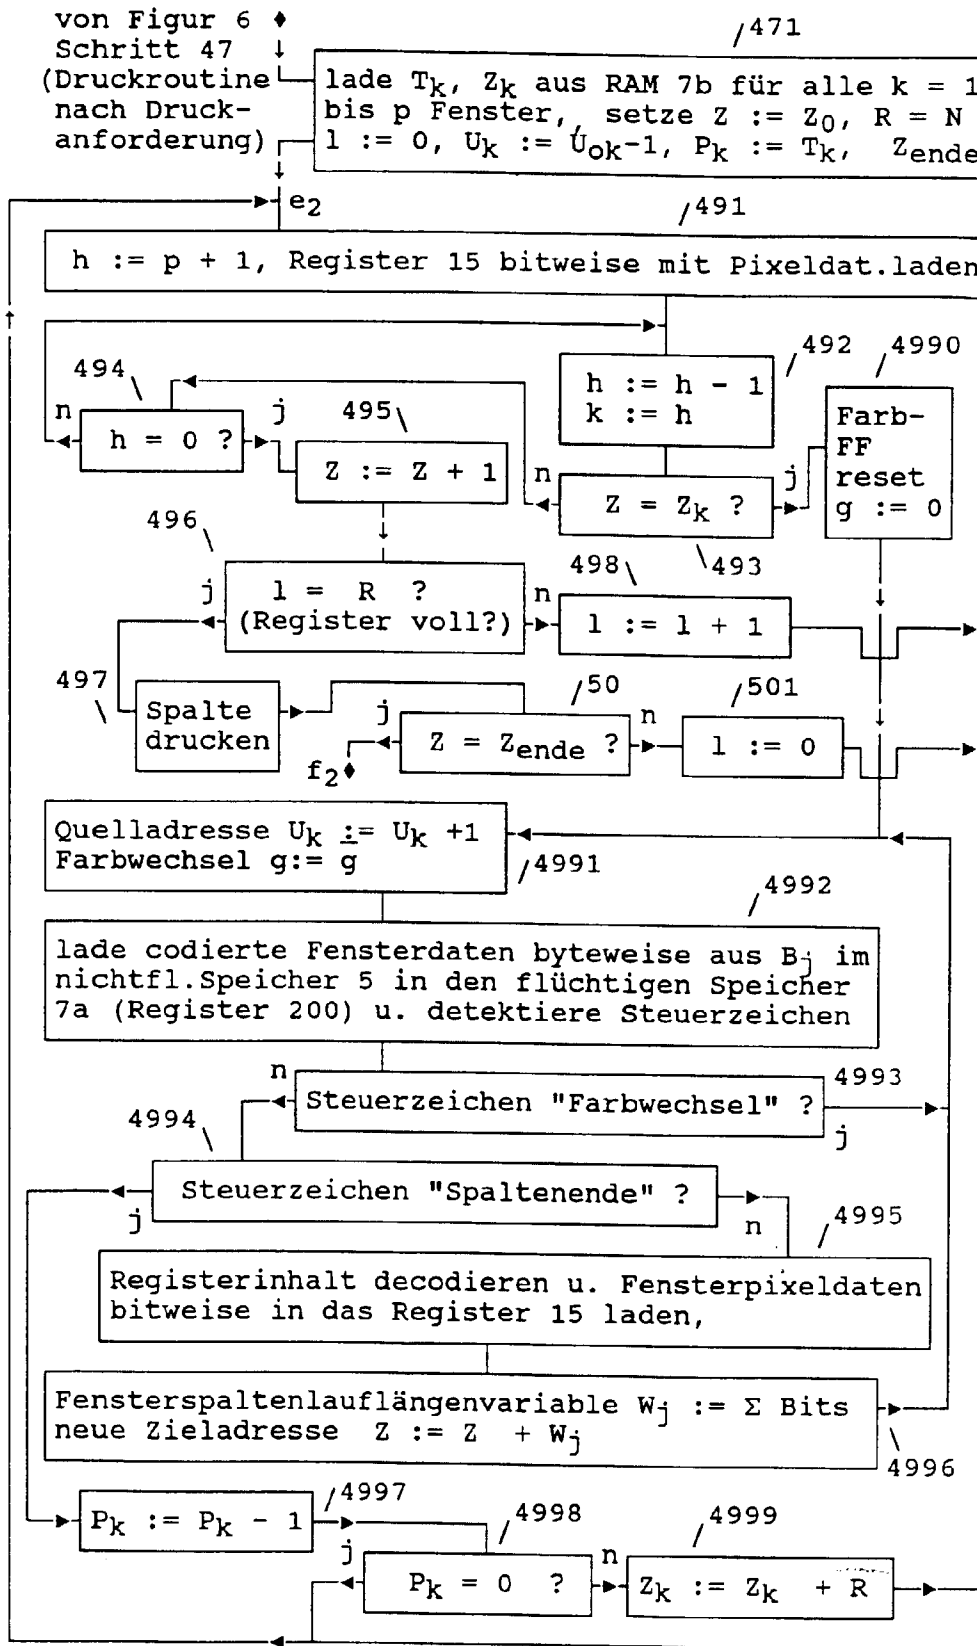 von Figur 6
Schritt 47
(Druckroutine
nach Druck-
anforderung)
471
lade Tk, Zk aus RAM 7b für alle k = 1
bis p Fenster, setze Z := Z0, R = N
l := 0, Uk := Uok-1, Pk := Tk, Zende
e2
491
h := p + 1, Register 15 bitweise mit Pixeldat.laden
492
h := h - 1
k := h
4990
Farb-
FF
reset
g := 0
494
n
h = 0 ?
j
495
Z := Z + 1
n
Z = Zk ?
j
493
496
j
l = R ?
(Register voll?)
n
498
l := l + 1
497
Spalte
drucken
50
j
Z = Zende ?
n
f2
501
l := 0
Quelladresse Uk := Uk +1
Farbwechsel g:= g̅
4991
4992
lade codierte Fensterdaten byteweise aus Bj im
nichtfl.Speicher 5 in den flüchtigen Speicher
7a (Register 200) u. detektiere Steuerzeichen
n
4993
Steuerzeichen "Farbwechsel" ?
j
4994
Steuerzeichen "Spaltenende" ?
j
n
4995
Registerinhalt decodieren u. Fensterpixeldaten
bitweise in das Register 15 laden,
Fensterspaltenlauflängenvariable Wj := Σ Bits
neue Zieladresse Z := Z + Wj
4996
4997
Pk := Pk - 1
4998
j
Pk = 0 ?
n
4999
Zk := Zk + R